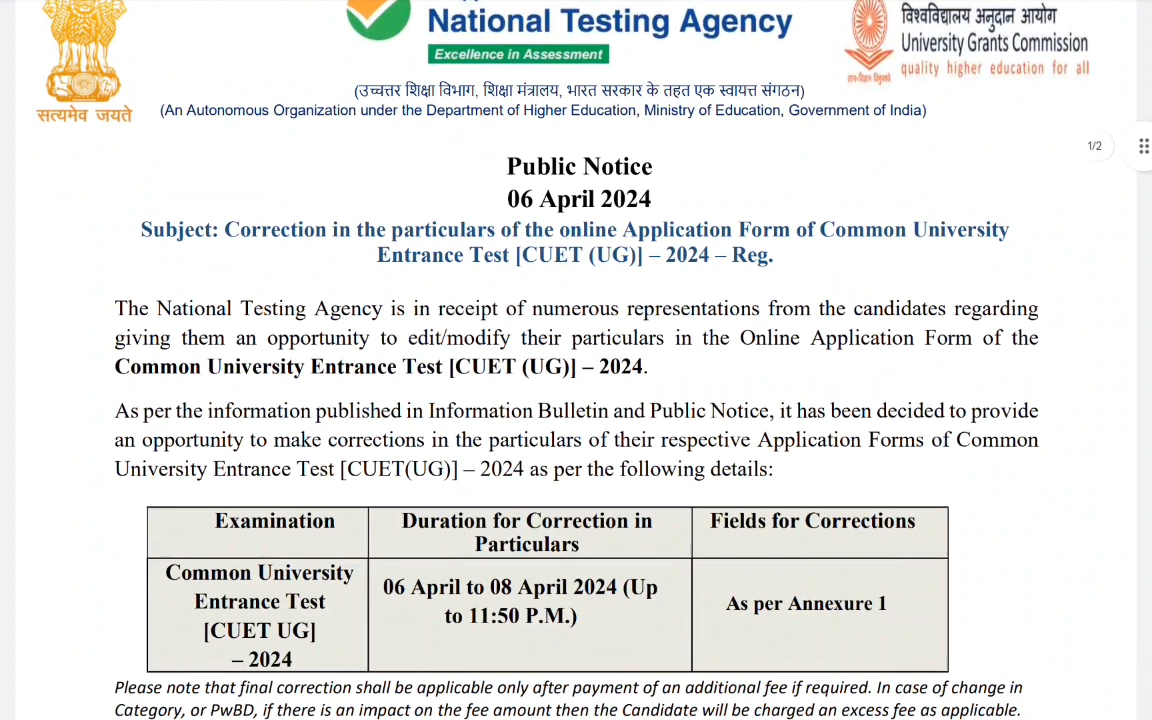 National Testing Agency
Excellence in Assessment
विश्वविद्यालय अनुदान आयोग
University Grants Commission
quality higher education for all
ज्ञान-विज्ञान विमुक्तये
सत्यमेव जयते
(उच्चतर शिक्षा विभाग, शिक्षा मंत्रालय, भारत सरकार के तहत एक स्वायत्त संगठन)
(An Autonomous Organization under the Department of Higher Education, Ministry of Education, Government of India)
1/2
Public Notice
06 April 2024
Subject: Correction in the particulars of the online Application Form of Common University
Entrance Test [CUET (UG)] – 2024 – Reg.
The National Testing Agency is in receipt of numerous representations from the candidates regarding
giving them an opportunity to edit/modify their particulars in the Online Application Form of the
Common University Entrance Test [CUET (UG)] – 2024.
As per the information published in Information Bulletin and Public Notice, it has been decided to provide
an opportunity to make corrections in the particulars of their respective Application Forms of Common
University Entrance Test [CUET(UG)] – 2024 as per the following details:
Examination
Duration for Correction in
Particulars
Fields for Corrections
Common University
Entrance Test
[CUET UG]
– 2024
06 April to 08 April 2024 (Up
to 11:50 P.M.)
As per Annexure 1
Please note that final correction shall be applicable only after payment of an additional fee if required. In case of change in
Category, or PwBD, if there is an impact on the fee amount then the Candidate will be charged an excess fee as applicable.